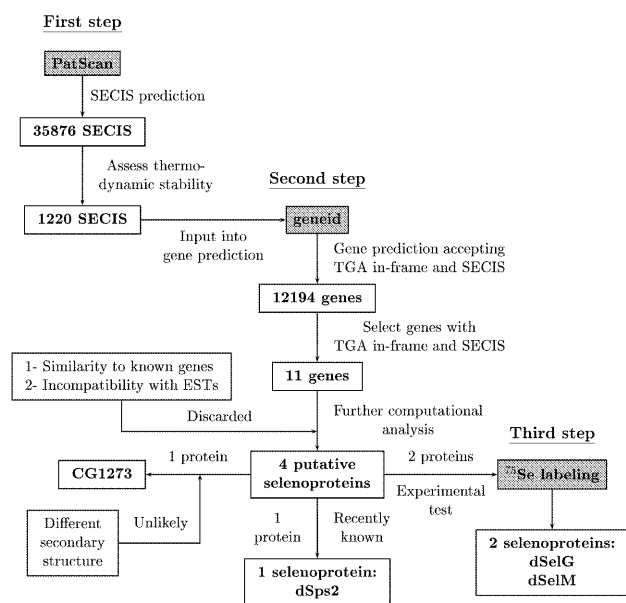 First step
PatScan
SECIS prediction
35876 SECIS
Assess thermo-
dynamic stability
1220 SECIS
Input into
gene prediction
Second step
geneid
Gene prediction accepting
TGA in-frame and SECIS
12194 genes
Select genes with
TGA in-frame and SECIS
11 genes
1- Similarity to known genes
2- Incompatibility with ESTs
Discarded
Further computational
analysis
4 putative
selenoproteins
1 protein
CG1273
Unlikely
Different
secondary
structure
1
protein
Recently
known
1 selenoprotein:
dSps2
2 proteins
Experimental
test
Third step
75Se labeling
2 selenoproteins:
dSelG
dSelM